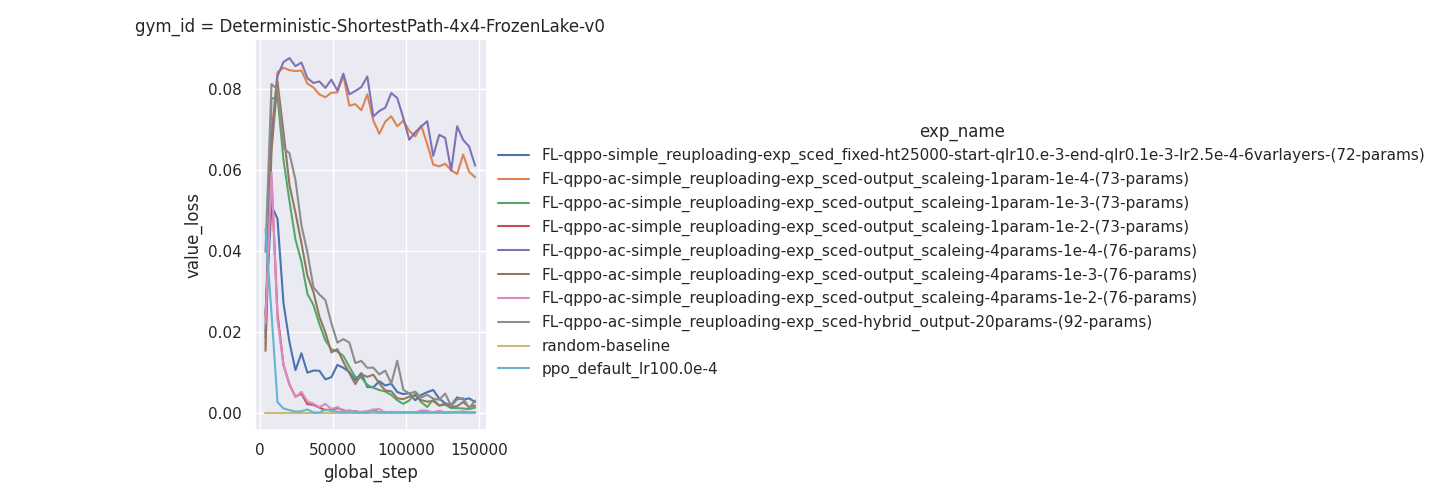 gym_id = Deterministic-ShortestPath-4x4-FrozenLake-v0
value_loss
0.08
0.06
0.04
0.02
0.00
0
50000
100000
150000
global_step
exp_name
FL-qppo-simple_reuploading-exp_sced_fixed-ht25000-start-qlr10.e-3-end-qlr0.1e-3-lr2.5e-4-6varlayers-(72-params)
FL-qppo-ac-simple_reuploading-exp_sced-output_scaleing-1param-1e-4-(73-params)
FL-qppo-ac-simple_reuploading-exp_sced-output_scaleing-1param-1e-3-(73-params)
FL-qppo-ac-simple_reuploading-exp_sced-output_scaleing-1param-1e-2-(73-params)
FL-qppo-ac-simple_reuploading-exp_sced-output_scaleing-4params-1e-4-(76-params)
FL-qppo-ac-simple_reuploading-exp_sced-output_scaleing-4params-1e-3-(76-params)
FL-qppo-ac-simple_reuploading-exp_sced-output_scaleing-4params-1e-2-(76-params)
FL-qppo-ac-simple_reuploading-exp_sced-hybrid_output-20params-(92-params)
random-baseline
ppo_default_lr100.0e-4